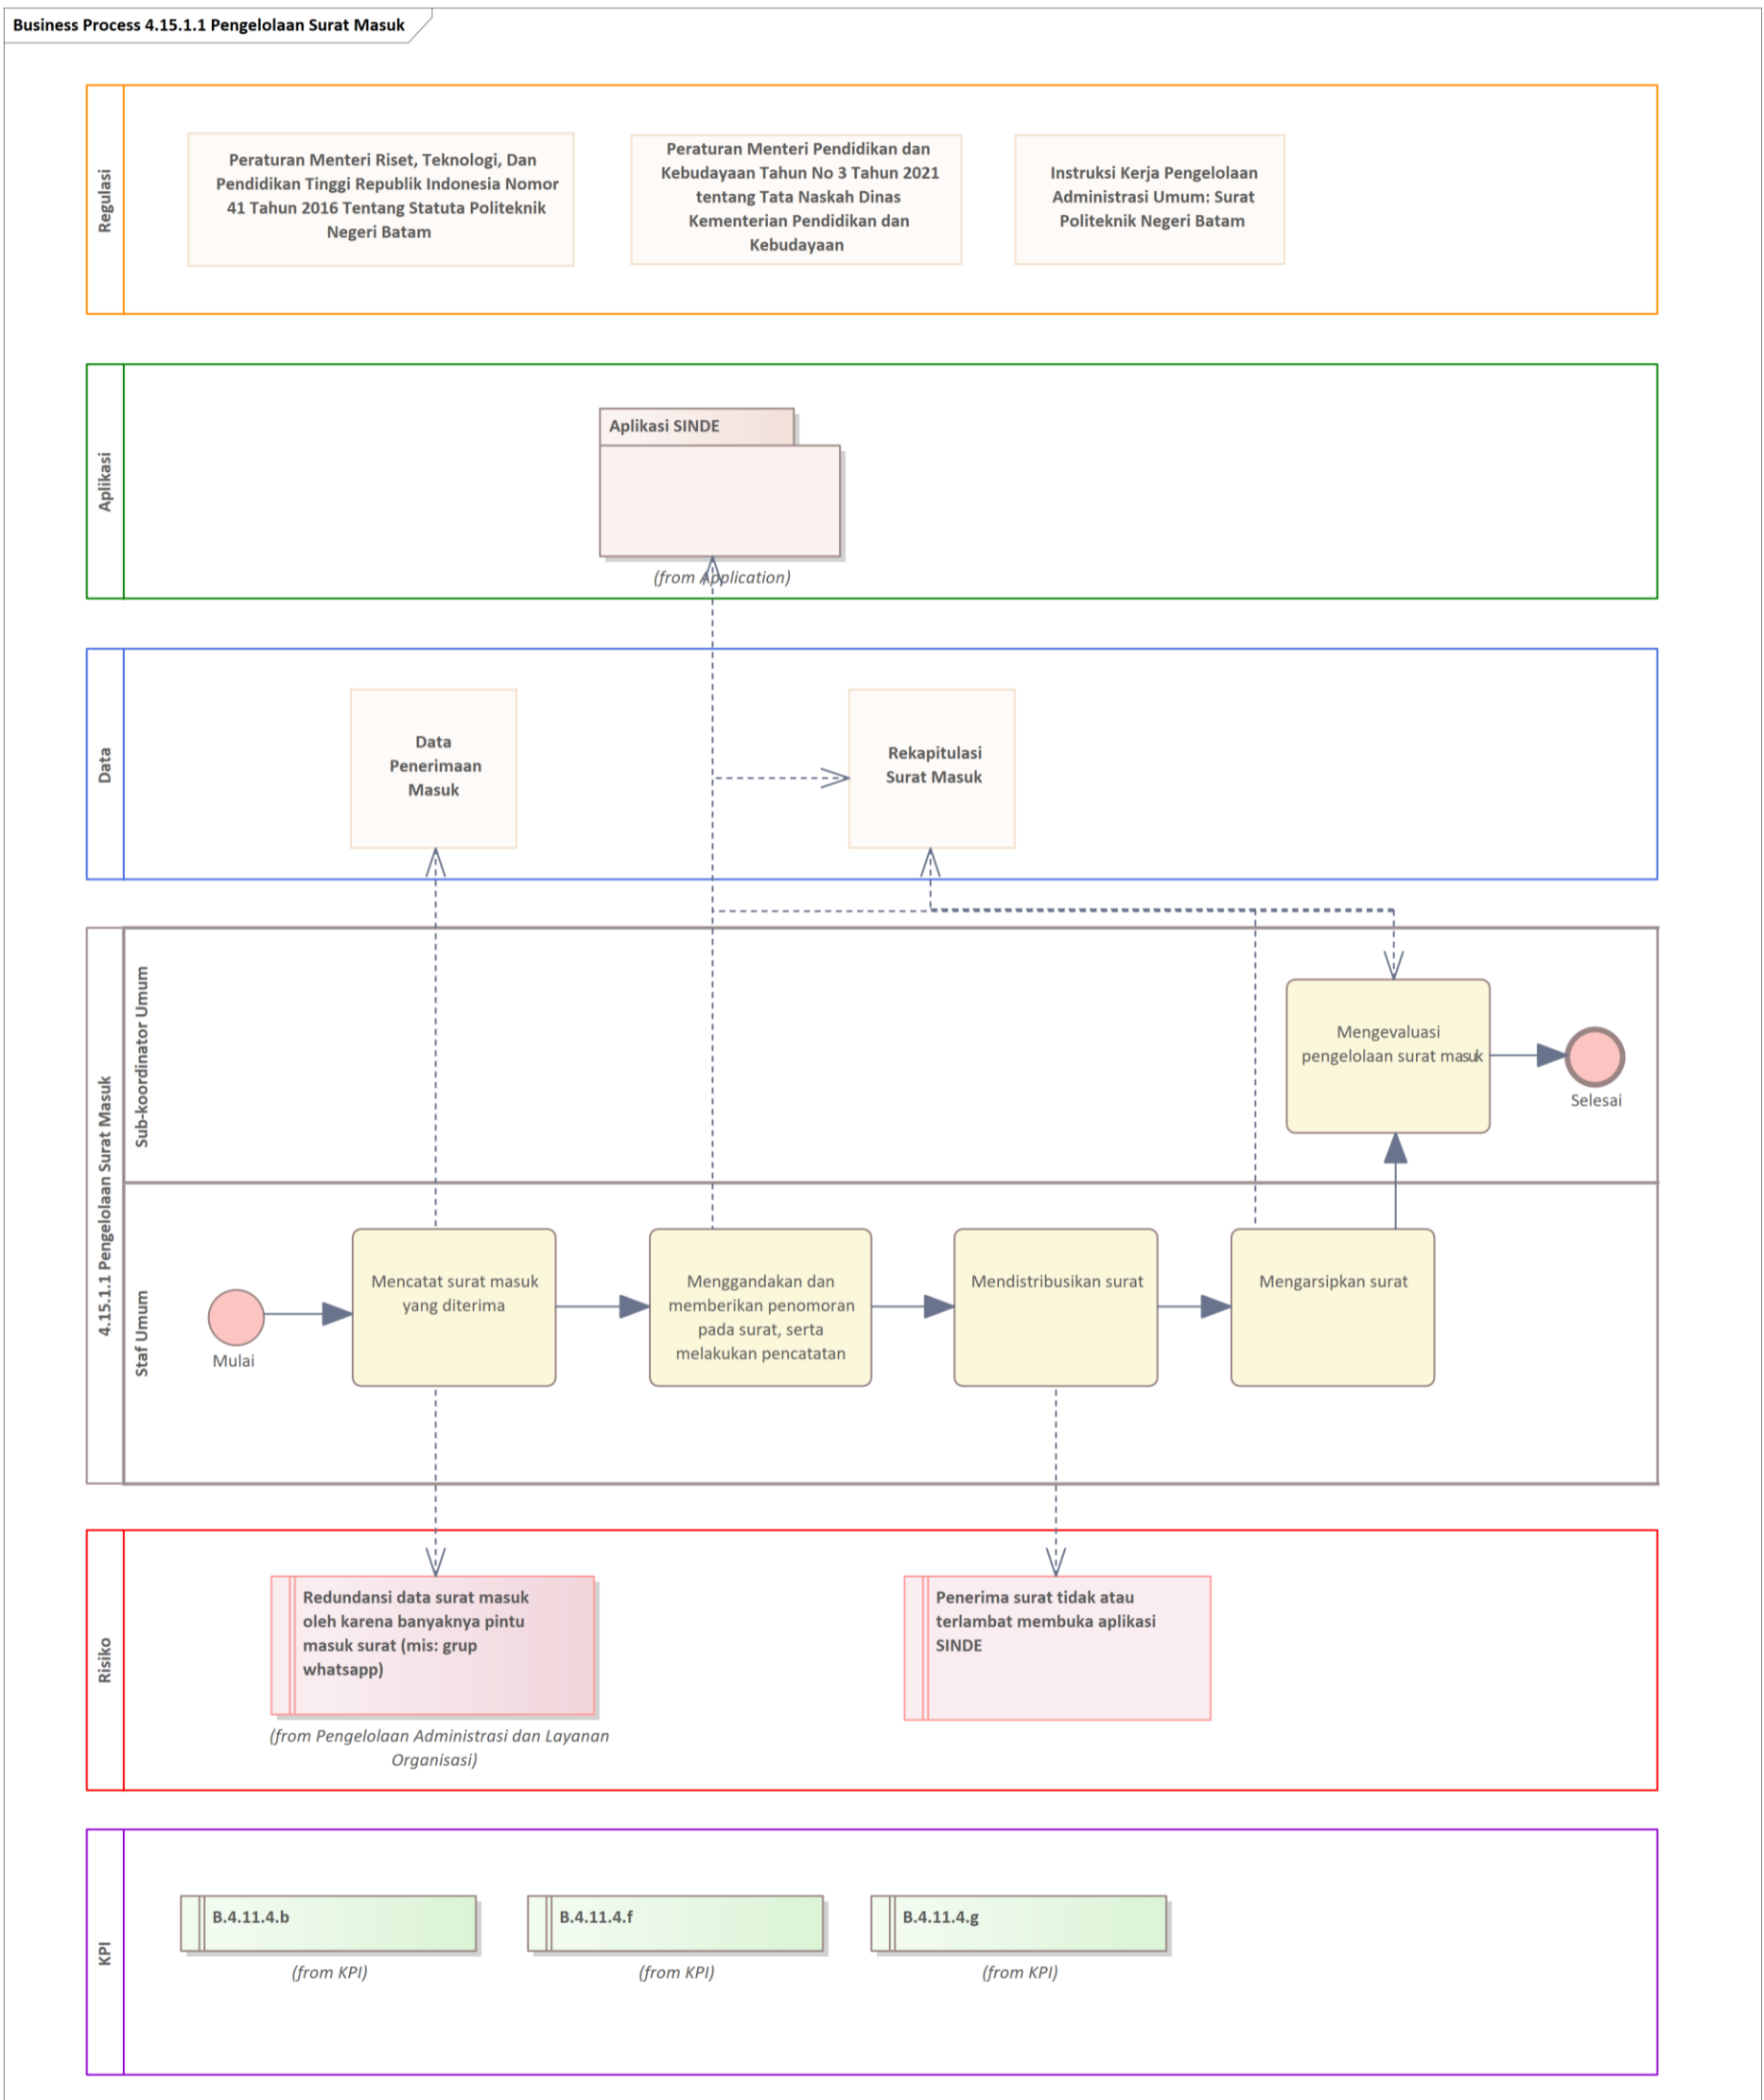 Business Process 4.15.1.1 Pengelolaan Surat Masuk
Regulasi
Peraturan Menteri Riset, Teknologi, Dan
Pendidikan Tinggi Republik Indonesia Nomor
41 Tahun 2016 Tentang Statuta Politeknik
Negeri Batam
Peraturan Menteri Pendidikan dan
Kebudayaan Tahun No 3 Tahun 2021
tentang Tata Naskah Dinas
Kementerian Pendidikan dan
Kebudayaan
Instruksi Kerja Pengelolaan
Administrasi Umum: Surat
Politeknik Negeri Batam
Aplikasi
Aplikasi SINDE
(from Application)
Data
Data
Penerimaan
Masuk
Rekapitulasi
Surat Masuk
4.15.1.1 Pengelolaan Surat Masuk
Sub-koordinator Umum
Mengevaluasi
pengelolaan surat masuk
Selesai
Staf Umum
Mulai
Mencatat surat masuk
yang diterima
Menggandakan dan
memberikan penomoran
pada surat, serta
melakukan pencatatan
Mendistribusikan surat
Mengarsipkan surat
Risiko
Redundansi data surat masuk
oleh karena banyaknya pintu
masuk surat (mis: grup
whatsapp)
(from Pengelolaan Administrasi dan Layanan
Organisasi)
Penerima surat tidak atau
terlambat membuka aplikasi
SINDE
KPI
B.4.11.4.b
(from KPI)
B.4.11.4.f
(from KPI)
B.4.11.4.g
(from KPI)